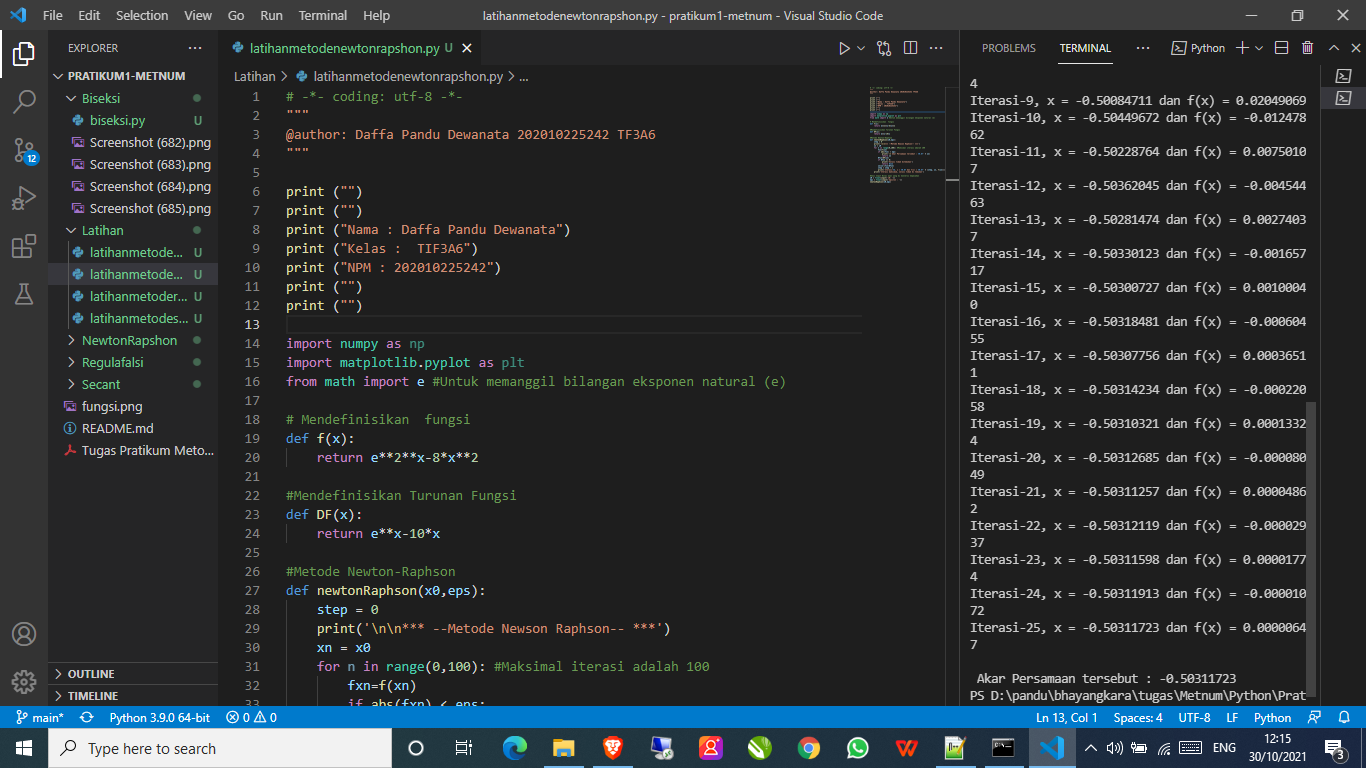 File Edit Selection View Go Run Terminal Help
latihanmetodenewtonrapshon.py - pratikum1-metnum - Visual Studio Code
EXPLORER
PRATIKUM1-METNUM
Biseksi
biseksi.py U
Screenshot (682).png
Screenshot (683).png
Screenshot (684).png
Screenshot (685).png
Latihan
latihanmetode... U
latihanmetode... U
latihanmetoder... U
latihanmetodes... U
NewtonRapshon
Regulafalsi
Secant
fungsi.png
README.md
Tugas Pratikum Meto...
OUTLINE
TIMELINE
12
latihanmetodenewtonrapshon.py U
Latihan > latihanmetodenewtonrapshon.py > ...
1 # -*- coding: utf-8 -*-
2 """
3 @author: Daffa Pandu Dewanata 202010225242 TF3A6
4 """
5
6 print ("")
7 print ("")
8 print ("Nama : Daffa Pandu Dewanata")
9 print ("Kelas :  TIF3A6")
10 print ("NPM : 202010225242")
11 print ("")
12 print ("")
13
14 import numpy as np
15 import matplotlib.pyplot as plt
16 from math import e #Untuk memanggil bilangan eksponen natural (e)
17
18 # Mendefinisikan  fungsi
19 def f(x):
20     return e**2**x-8*x**2
21
22 #Mendefinisikan Turunan Fungsi
23 def DF(x):
24     return e**x-10*x
25
26 #Metode Newton-Raphson
27 def newtonRaphson(x0,eps):
28     step = 0
29     print('\n\n*** --Metode Newson Raphson-- ***')
30     xn = x0
31     for n in range(0,100): #Maksimal iterasi adalah 100
32         fxn=f(xn)
if abs(fxn) < eps:
PROBLEMS TERMINAL ... Python
4
Iterasi-9, x = -0.50084711 dan f(x) = 0.02049069
Iterasi-10, x = -0.50449672 dan f(x) = -0.012478
62
Iterasi-11, x = -0.50228764 dan f(x) = 0.0075010
7
Iterasi-12, x = -0.50362045 dan f(x) = -0.004544
63
Iterasi-13, x = -0.50281474 dan f(x) = 0.0027403
7
Iterasi-14, x = -0.50330123 dan f(x) = -0.001657
17
Iterasi-15, x = -0.50300727 dan f(x) = 0.0010004
0
Iterasi-16, x = -0.50318481 dan f(x) = -0.000604
55
Iterasi-17, x = -0.50307756 dan f(x) = 0.0003651
1
Iterasi-18, x = -0.50314234 dan f(x) = -0.000220
58
Iterasi-19, x = -0.50310321 dan f(x) = 0.0001332
4
Iterasi-20, x = -0.50312685 dan f(x) = -0.000080
49
Iterasi-21, x = -0.50311257 dan f(x) = 0.0000486
2
Iterasi-22, x = -0.50312119 dan f(x) = -0.000029
37
Iterasi-23, x = -0.50311598 dan f(x) = 0.0000177
4
Iterasi-24, x = -0.50311913 dan f(x) = -0.000010
72
Iterasi-25, x = -0.50311723 dan f(x) = 0.0000064
7
Akar Persamaan tersebut : -0.50311723
PS D:\pandu\bhayangkara\tugas\Metnum\Python\Prat
main* Python 3.9.0 64-bit 0 0
Ln 13, Col 1 Spaces: 4 UTF-8 LF Python
Type here to search
ENG
12:15
30/10/2021
3